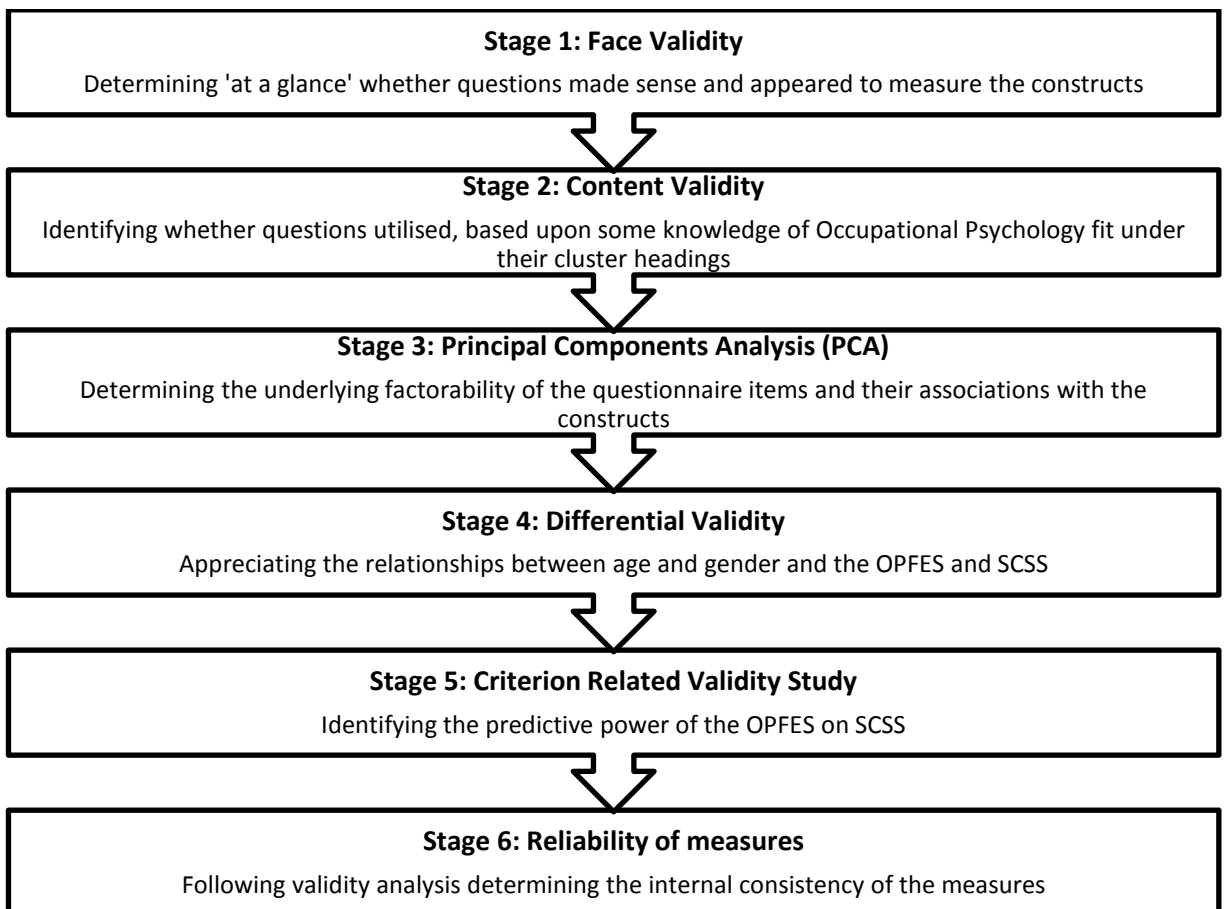 Stage 1: Face Validity
Determining 'at a glance' whether questions made sense and appeared to measure the constructs
Stage 2: Content Validity
Identifying whether questions utilised, based upon some knowledge of Occupational Psychology fit under
their cluster headings
Stage 3: Principal Components Analysis (PCA)
Determining the underlying factorability of the questionnaire items and their associations with the
constructs
Stage 4: Differential Validity
Appreciating the relationships between age and gender and the OPFES and SCSS
Stage 5: Criterion Related Validity Study
Identifying the predictive power of the OPFES on SCSS
Stage 6: Reliability of measures
Following validity analysis determining the internal consistency of the measures